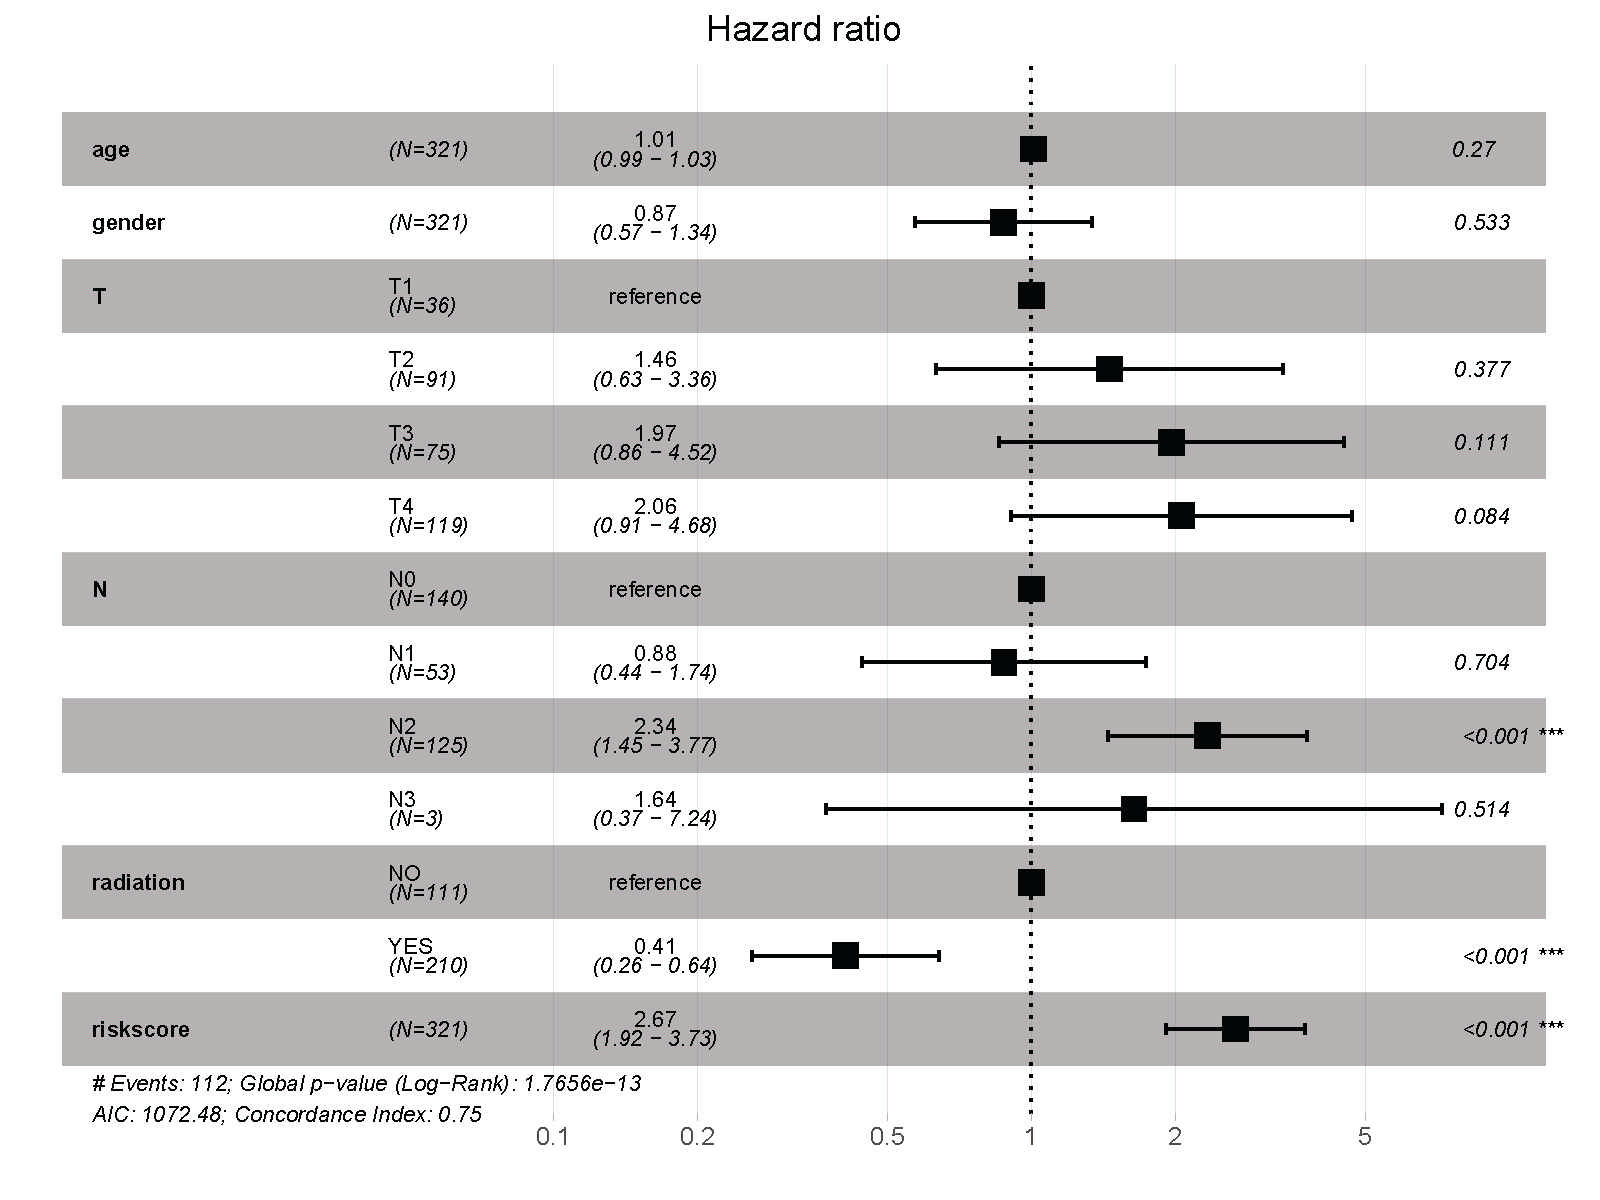 Hazard ratio
age (N=321) 1.01 0.27
(0.99 − 1.03)
gender (N=321) 0.87 0.533
(0.57 − 1.34)
T T1 reference
(N=36)
T2 1.46 0.377
(N=91) (0.63 − 3.36)
T3 1.97 0.111
(N=75) (0.86 − 4.52)
T4 2.06 0.084
(N=119) (0.91 − 4.68)
N N0 reference
(N=140)
N1 0.88 0.704
(N=53) (0.44 − 1.74)
N2 2.34 <0.001 ***
(N=125) (1.45 − 3.77)
N3 1.64 0.514
(N=3) (0.37 − 7.24)
radiation NO reference
(N=111)
YES 0.41 <0.001 ***
(N=210) (0.26 − 0.64)
riskscore (N=321) 2.67 <0.001 ***
(1.92 − 3.73)
# Events: 112; Global p−value (Log−Rank): 1.7656e−13
AIC: 1072.48; Concordance Index: 0.75
0.1 0.2 0.5 1 2 5